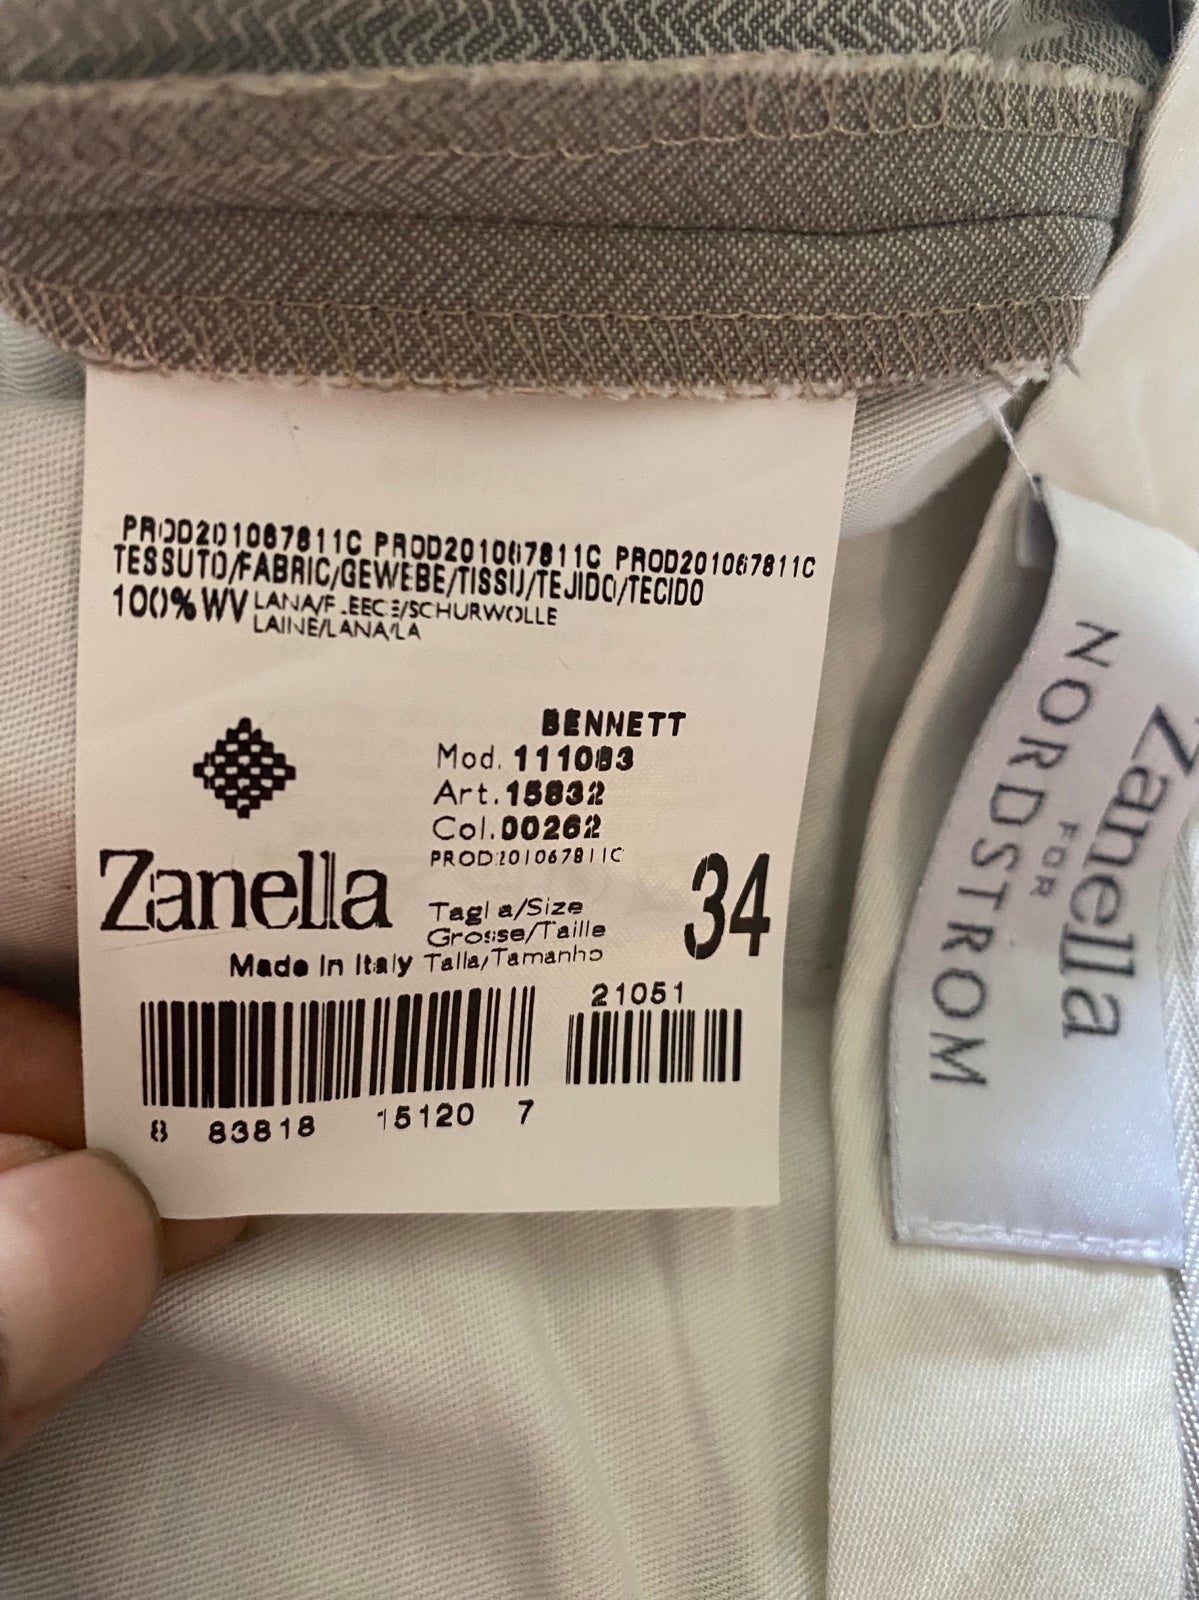 PROD201067811C PROD201067811C PROD201067811C
TESSUTO/FABRIC/GEWEBE/TISSU/TEJIDO/TECIDO
100% WV LANA/FLEECE/SCHURWOLLE
LAINE/LANA/LA
BENNETT
Mod. 111083
Art. 15832
Col. 00262
PROD201067811C
Zanella
Tagla/Size
Grosse/Taille
Talla/Tamanho
34
Made In Italy
21051
8 83818 15120 7
Zanella
FOR
NORDSTROM